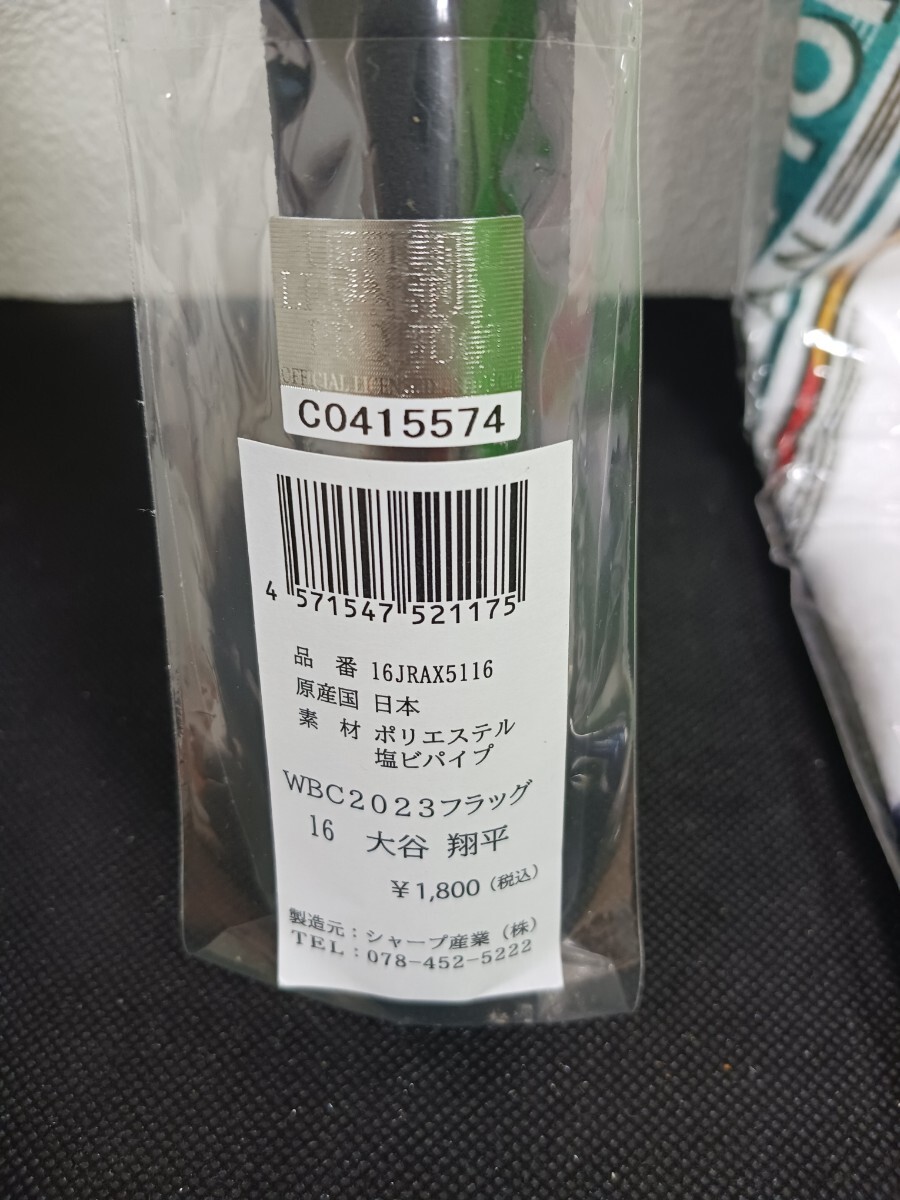 OFFICIAL LICENSED
C0415574
4 571547 521175
品 番 16JRAX5116
原産国 日本
素 材 ポリエステル
塩ビパイプ
WBC2023フラッグ
16 大谷 翔平
¥1,800(税込)
製造元:シャープ産業(株)
TEL:078-452-5222